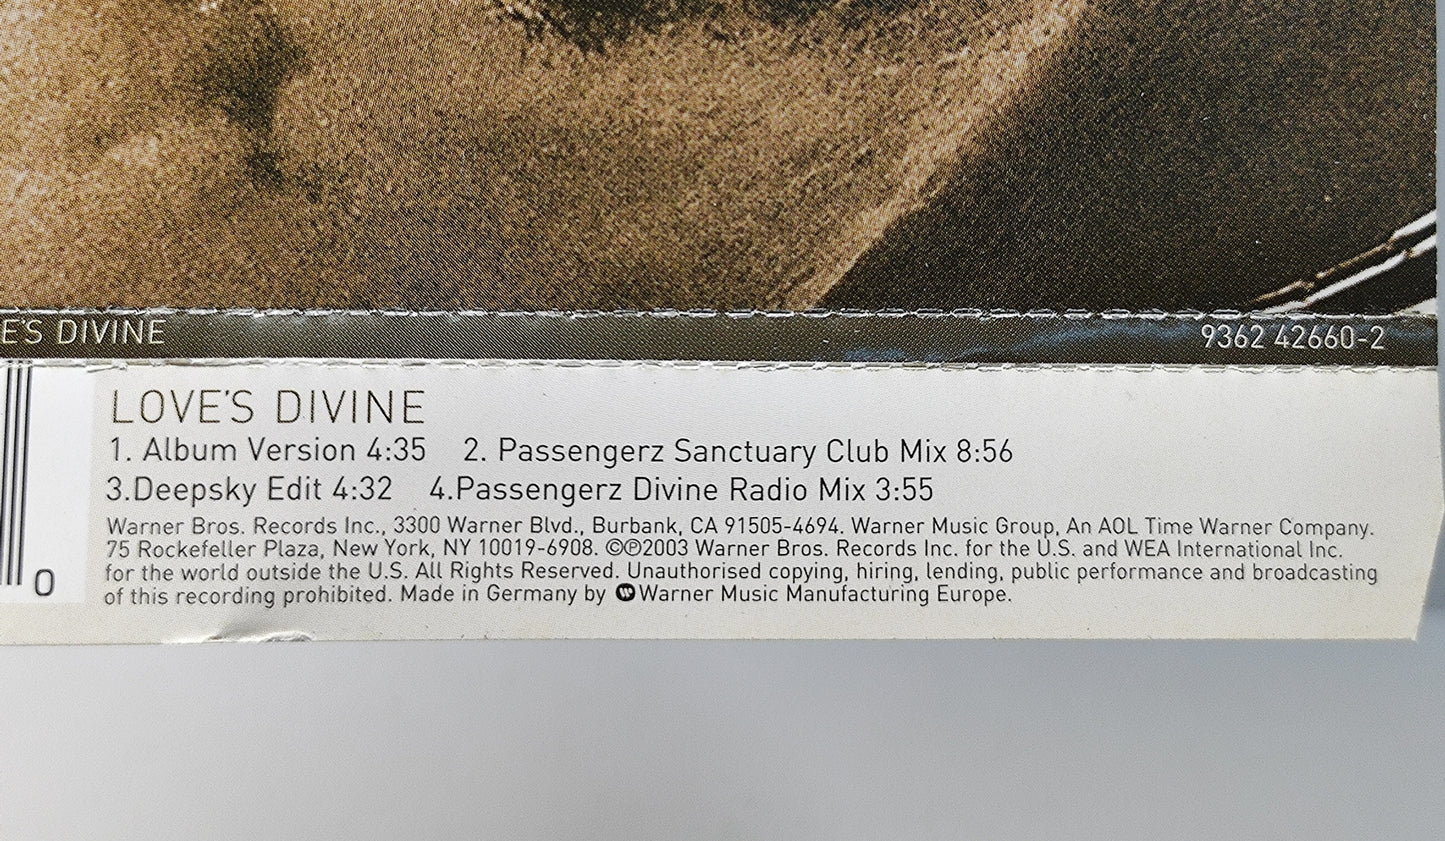 E'S DIVINE
9362 42660-2
LOVE'S DIVINE
1. Album Version 4:35 2. Passengerz Sanctuary Club Mix 8:56
3.Deepsky Edit 4:32 4.Passengerz Divine Radio Mix 3:55
Warner Bros. Records Inc., 3300 Warner Blvd., Burbank, CA 91505-4694. Warner Music Group, An AOL Time Warner Company.
75 Rockefeller Plaza, New York, NY 10019-6908. ©℗2003 Warner Bros. Records Inc. for the U.S. and WEA International Inc.
for the world outside the U.S. All Rights Reserved. Unauthorised copying, hiring, lending, public performance and broadcasting
of this recording prohibited. Made in Germany by Warner Music Manufacturing Europe.
0